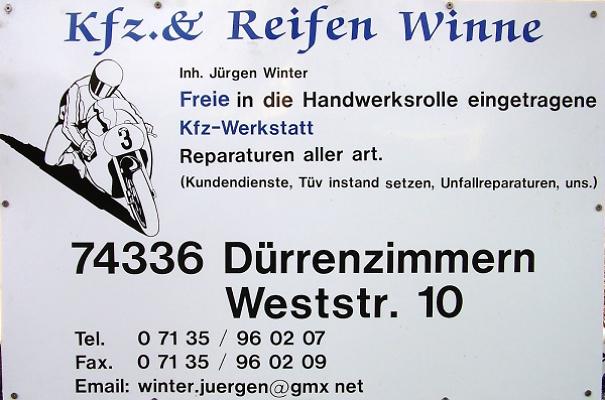 Kfz.& Reifen Winne
Inh. Jürgen Winter
Freie in die Handwerksrolle eingetragene
Kfz-Werkstatt
Reparaturen aller art.
(Kundendienste, Tüv instand setzen, Unfallreparaturen, uns.)
3
74336 Dürrenzimmern
Weststr. 10
Tel. 0 71 35 / 96 02 07
Fax. 0 71 35 / 96 02 09
Email: winter.juergen@gmx net